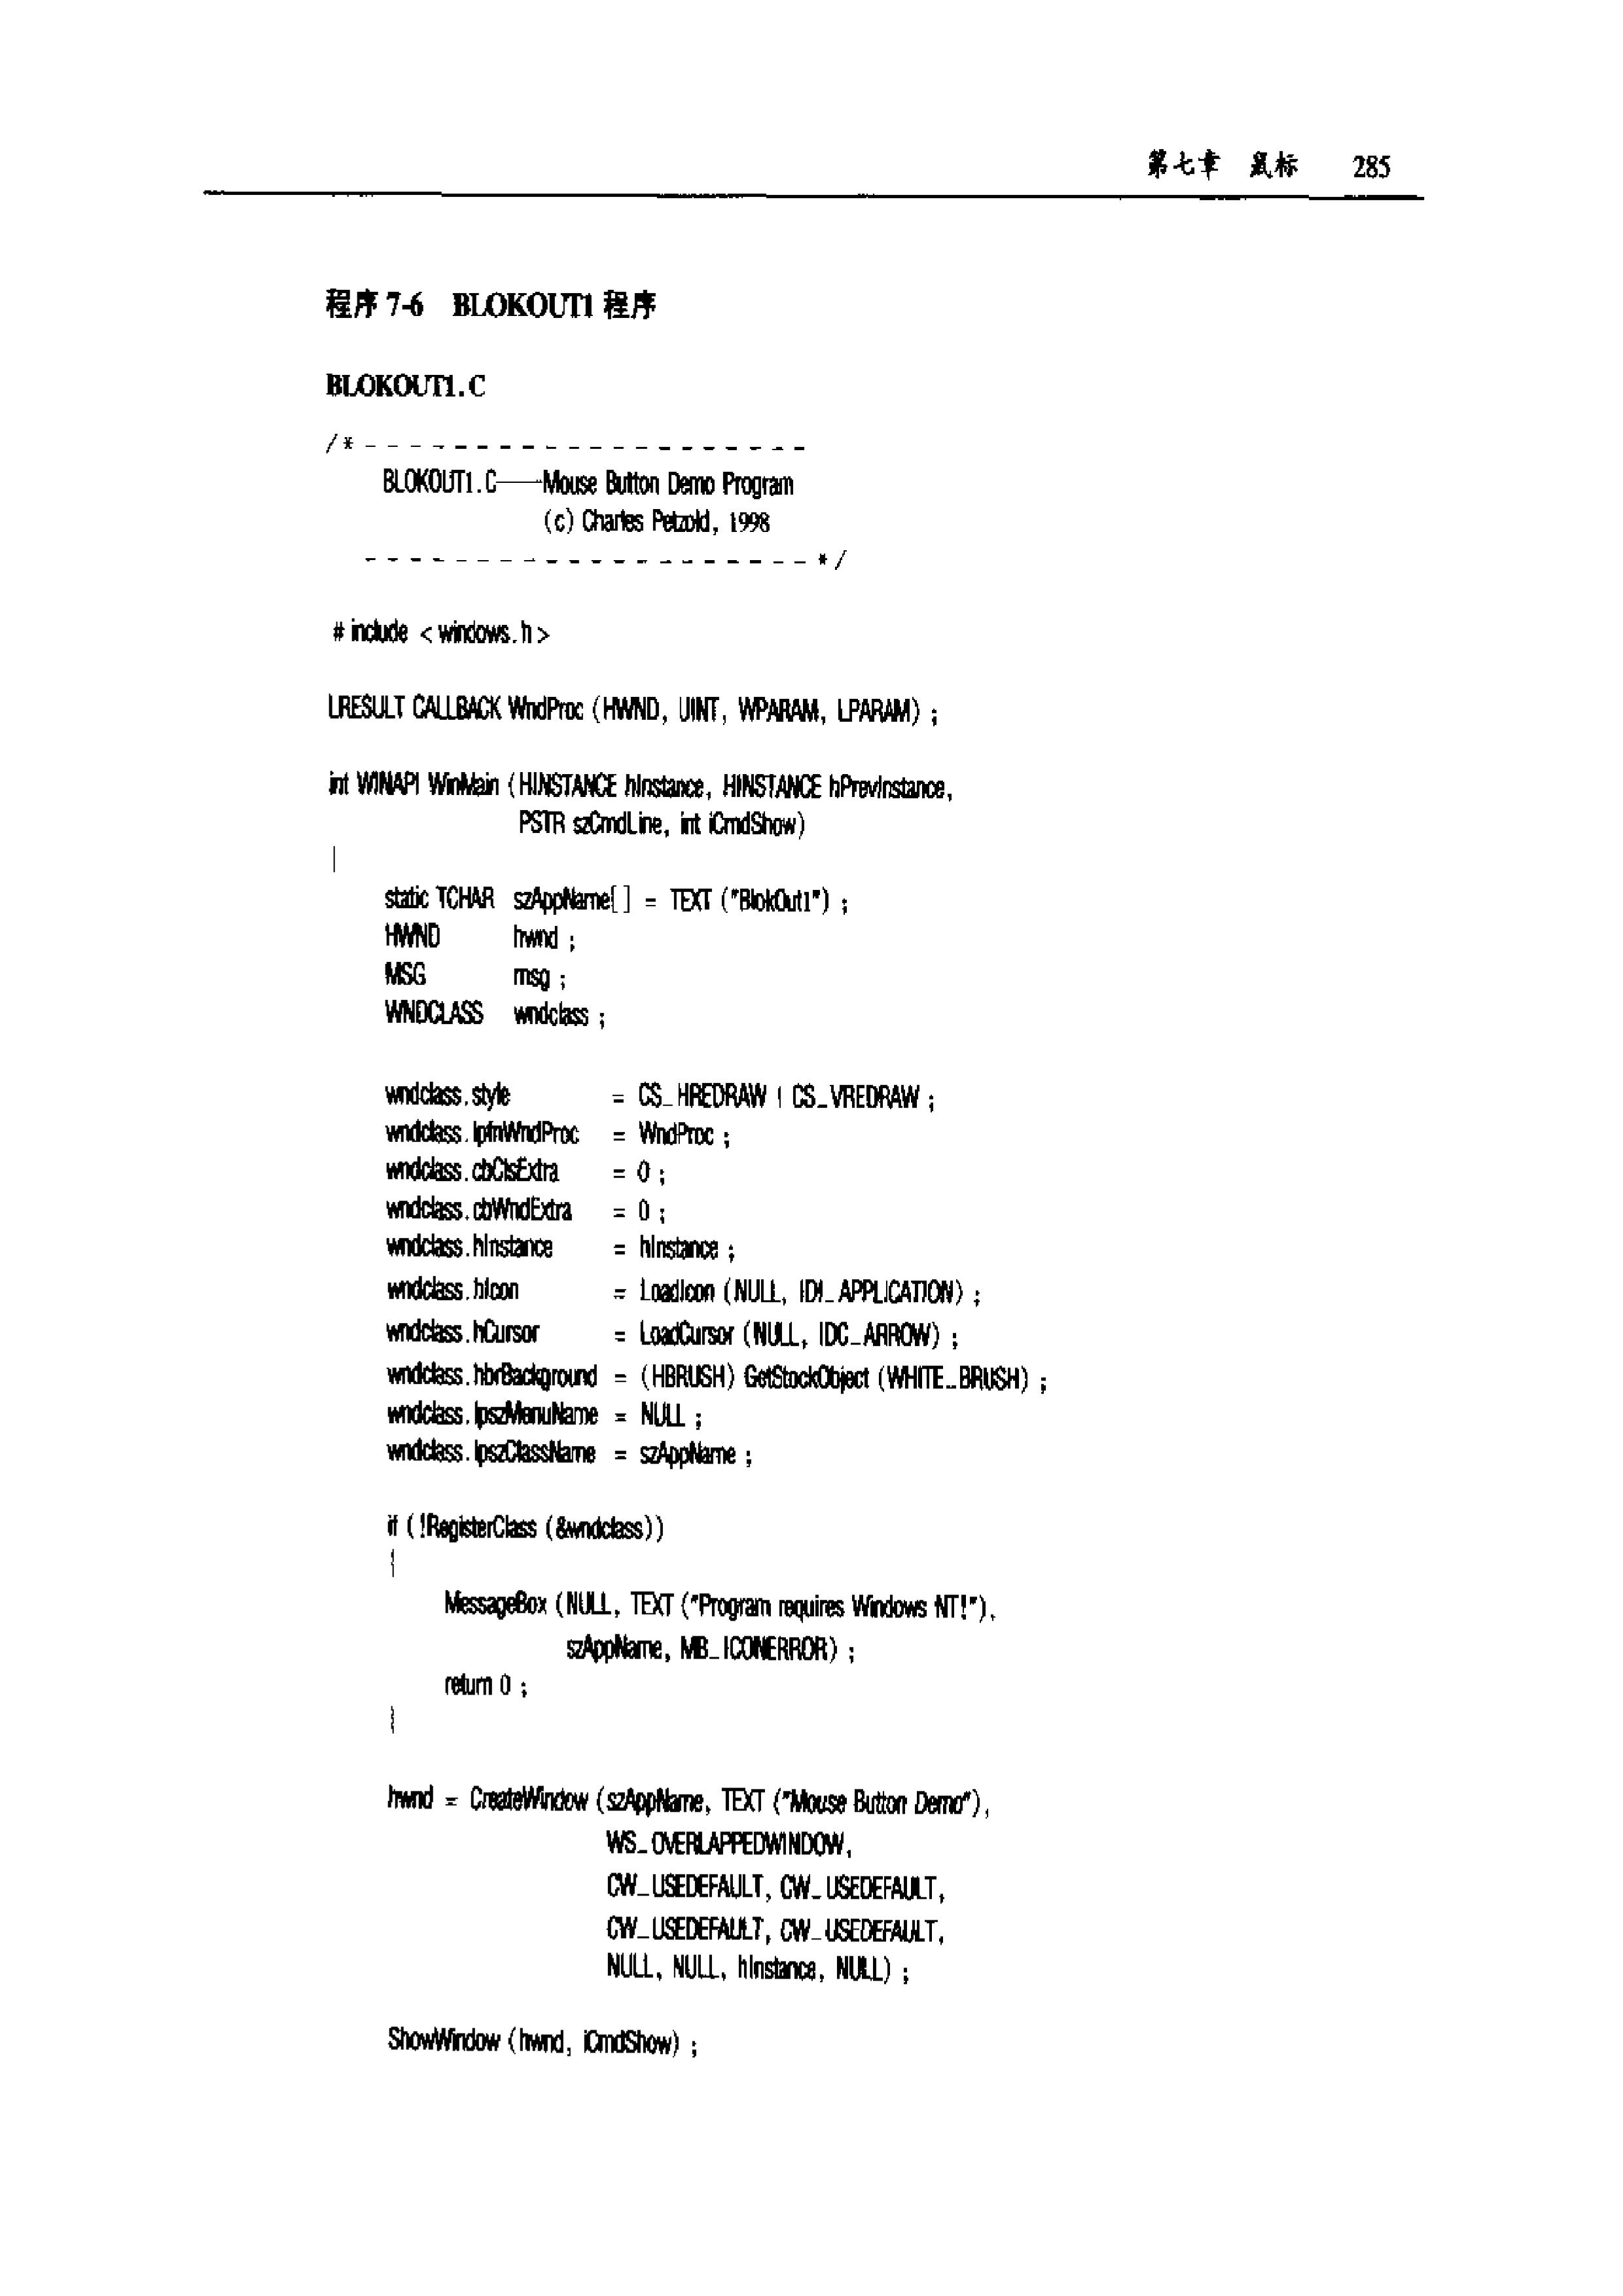 第七章 鼠标 285
程序 7-6 BLOKOUT1 程序
BLOKOUT1.C
/* - - - - - - - - - - - - - - - - - - - -
BLOKOUT1.C——Mouse Button Demo Program
(c) Charles Petzold, 1998
- - - - - - - - - - - - - - - - - - - - */
# include < windows.h >
LRESULT CALLBACK WndProc (HWND, UINT, WPARAM, LPARAM) ;
int WINAPI WinMain (HINSTANCE hInstance, HINSTANCE hPrevInstance,
PSTR szCmdLine, int iCmdShow)
{
static TCHAR szAppName[] = TEXT ("BlokOut1") ;
HWND hwnd ;
MSG msg ;
WNDCLASS wndclass ;
wndclass.style = CS_HREDRAW | CS_VREDRAW ;
wndclass.lpfnWndProc = WndProc ;
wndclass.cbClsExtra = 0 ;
wndclass.cbWndExtra = 0 ;
wndclass.hInstance = hInstance ;
wndclass.hIcon = LoadIcon (NULL, IDI_APPLICATION) ;
wndclass.hCursor = LoadCursor (NULL, IDC_ARROW) ;
wndclass.hbrBackground = (HBRUSH) GetStockObject (WHITE_BRUSH) ;
wndclass.lpszMenuName = NULL ;
wndclass.lpszClassName = szAppName ;
if (!RegisterClass (&wndclass))
{
MessageBox (NULL, TEXT ("Program requires Windows NT!"),
szAppName, MB_ICONERROR) ;
return 0 ;
}
hwnd = CreateWindow (szAppName, TEXT ("Mouse Button Demo"),
WS_OVERLAPPEDWINDOW,
CW_USEDEFAULT, CW_USEDEFAULT,
CW_USEDEFAULT, CW_USEDEFAULT,
NULL, NULL, hInstance, NULL) ;
ShowWindow (hwnd, iCmdShow) ;